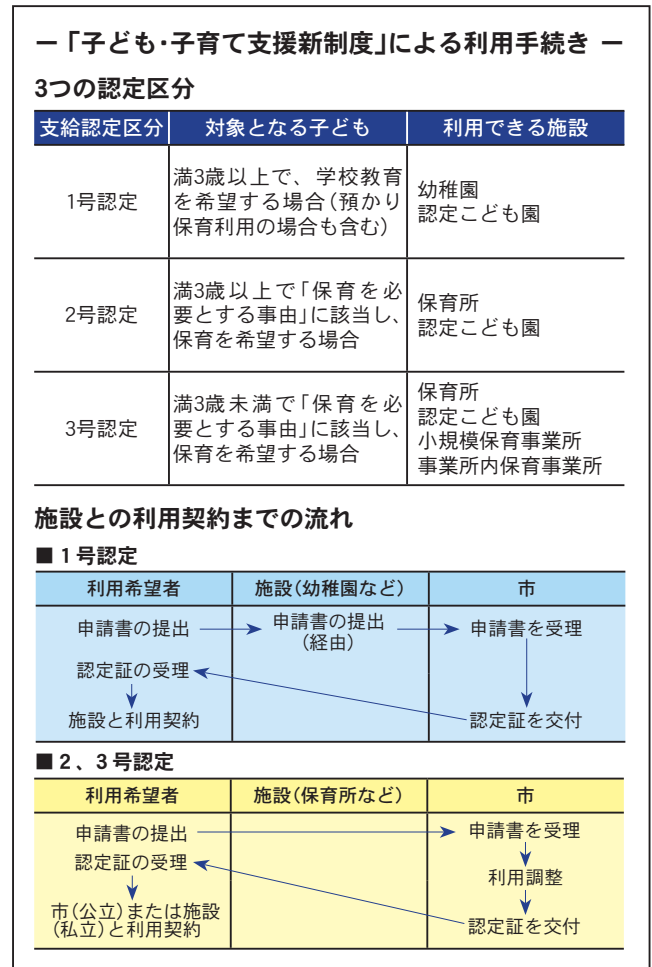 ー「子ども・子育て支援新制度」による利用手続き ー
3つの認定区分
支給認定区分 対象となる子ども 利用できる施設
1号認定
満3歳以上で、学校教育
を希望する場合(預かり
保育利用の場合も含む)
幼稚園
認定こども園
2号認定
満3歳以上で「保育を必
要とする事由」に該当し、
保育を希望する場合
保育所
認定こども園
3号認定
満3歳未満で「保育を必
要とする事由」に該当し、
保育を希望する場合
保育所
認定こども園
小規模保育事業所
事業所内保育事業所
施設との利用契約までの流れ
■ 1号認定
利用希望者 施設(幼稚園など) 市
申請書の提出 申請書の提出 申請書を受理
(経由)
認定証の受理
施設と利用契約 認定証を交付
■ 2、3号認定
利用希望者 施設(保育所など) 市
申請書の提出 申請書を受理
認定証の受理
利用調整
市(公立)または施設
(私立)と利用契約 認定証を交付